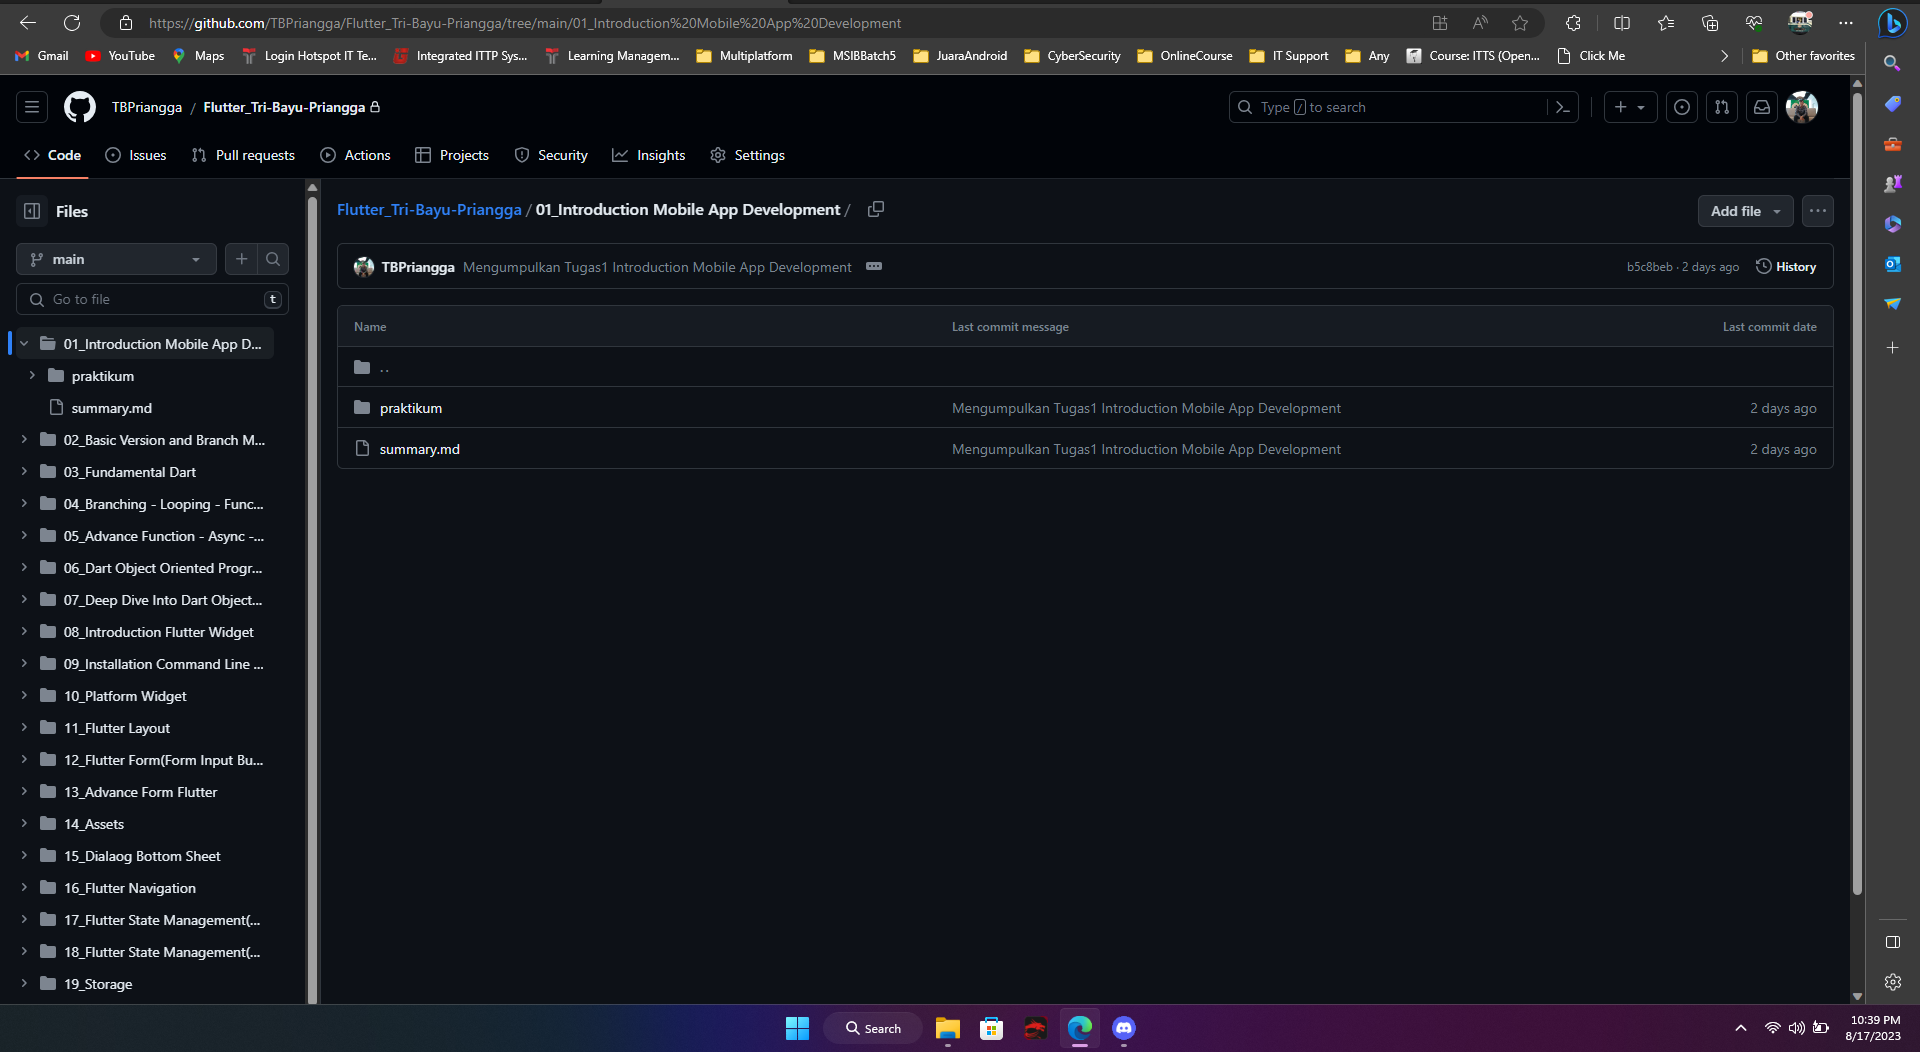 https://github.com/TBPriangga/Flutter_Tri-Bayu-Priangga/tree/main/01_Introduction%20Mobile%20App%20Development
Gmail YouTube Maps Login Hotspot IT Te... Integrated ITTP Sys... Learning Managem... Multiplatform MSIBBatch5 JuaraAndroid CyberSecurity OnlineCourse IT Support Any Course: ITTS (Open... Click Me Other favorites
TBPriangga / Flutter_Tri-Bayu-Priangga
Type / to search
Code Issues Pull requests Actions Projects Security Insights Settings
Files
main
Go to file t
01_Introduction Mobile App D...
praktikum
summary.md
02_Basic Version and Branch M...
03_Fundamental Dart
04_Branching - Looping - Func...
05_Advance Function - Async -...
06_Dart Object Oriented Progr...
07_Deep Dive Into Dart Object...
08_Introduction Flutter Widget
09_Installation Command Line ...
10_Platform Widget
11_Flutter Layout
12_Flutter Form(Form Input Bu...
13_Advance Form Flutter
14_Assets
15_Dialaog Bottom Sheet
16_Flutter Navigation
17_Flutter State Management(...
18_Flutter State Management(...
19_Storage
Flutter_Tri-Bayu-Priangga / 01_Introduction Mobile App Development /
Add file
TBPriangga Mengumpulkan Tugas1 Introduction Mobile App Development
b5c8beb · 2 days ago History
Name Last commit message Last commit date
..
praktikum Mengumpulkan Tugas1 Introduction Mobile App Development 2 days ago
summary.md Mengumpulkan Tugas1 Introduction Mobile App Development 2 days ago
Search
10:39 PM
8/17/2023